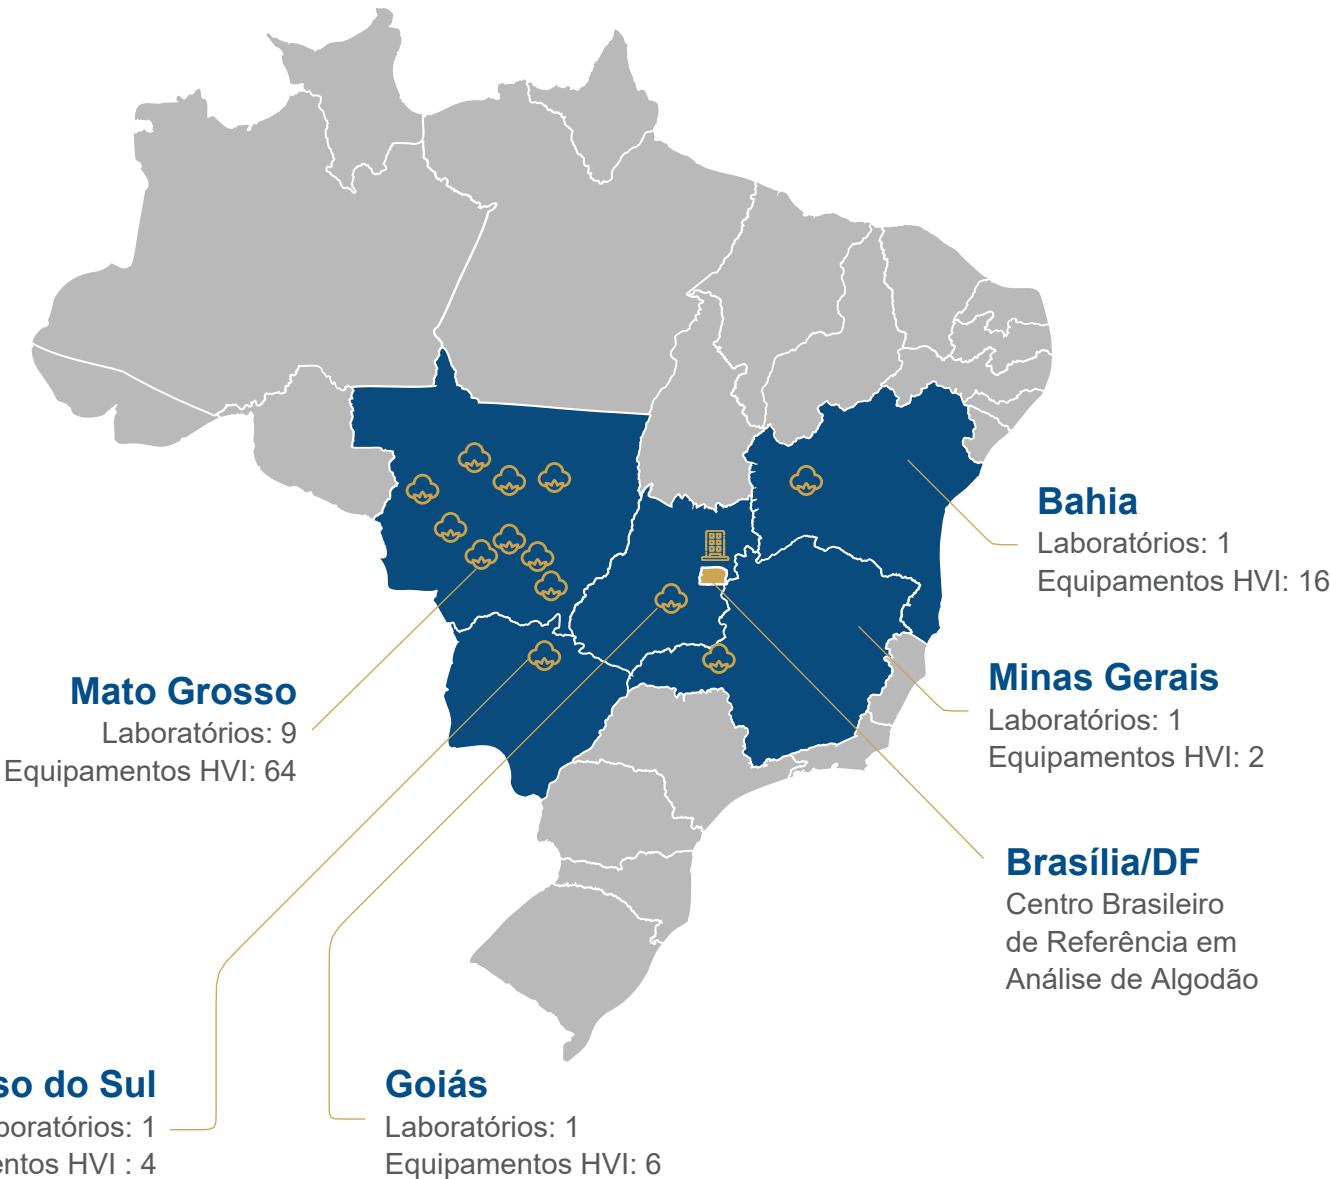 Bahia
Laboratórios: 1
Equipamentos HVI: 16
Mato Grosso
Laboratórios: 9
Equipamentos HVI: 64
Minas Gerais
Laboratórios: 1
Equipamentos HVI: 2
Brasília/DF
Centro Brasileiro
de Referência em
Análise de Algodão
so do Sul
oratórios: 1
entos HVI : 4
Goiás
Laboratórios: 1
Equipamentos HVI: 6